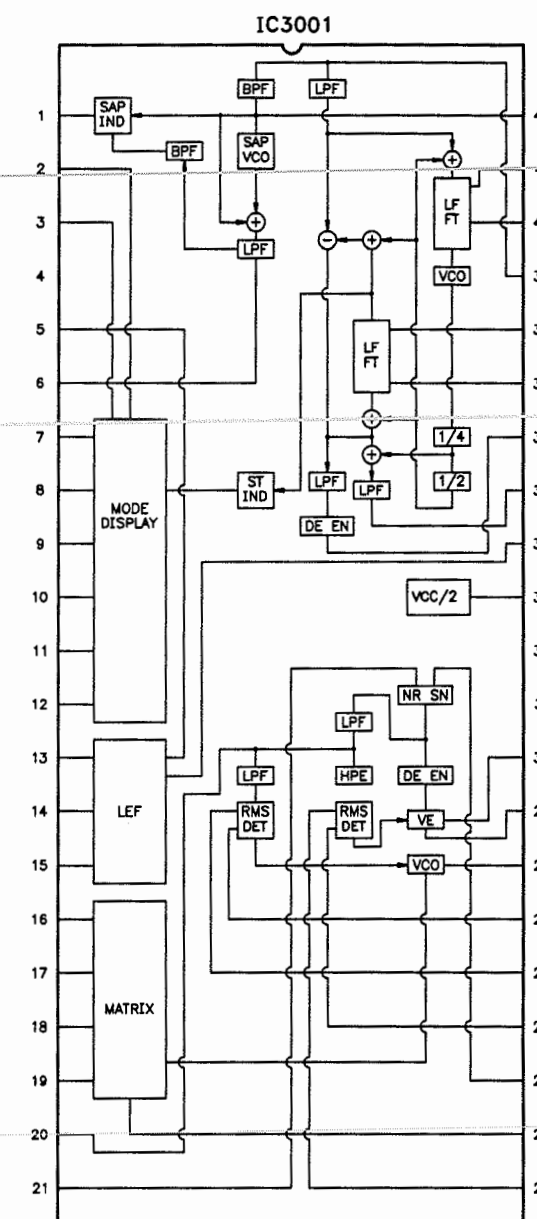 IC3001
BPF
LPF
1
SAP
IND
BPF
SAP
VCO
2
3
LPF
4
LF
FT
VCO
5
LF
FT
6
7
1/4
8
MODE
DISPLAY
ST
IND
LPF
LPF
1/2
DE EN
9
10
VCC/2
11
12
NR SN
LPF
13
LPF
HPE
DE EN
14
LEF
RMS
DET
RMS
DET
VE
15
VCO
16
17
MATRIX
18
19
20
21